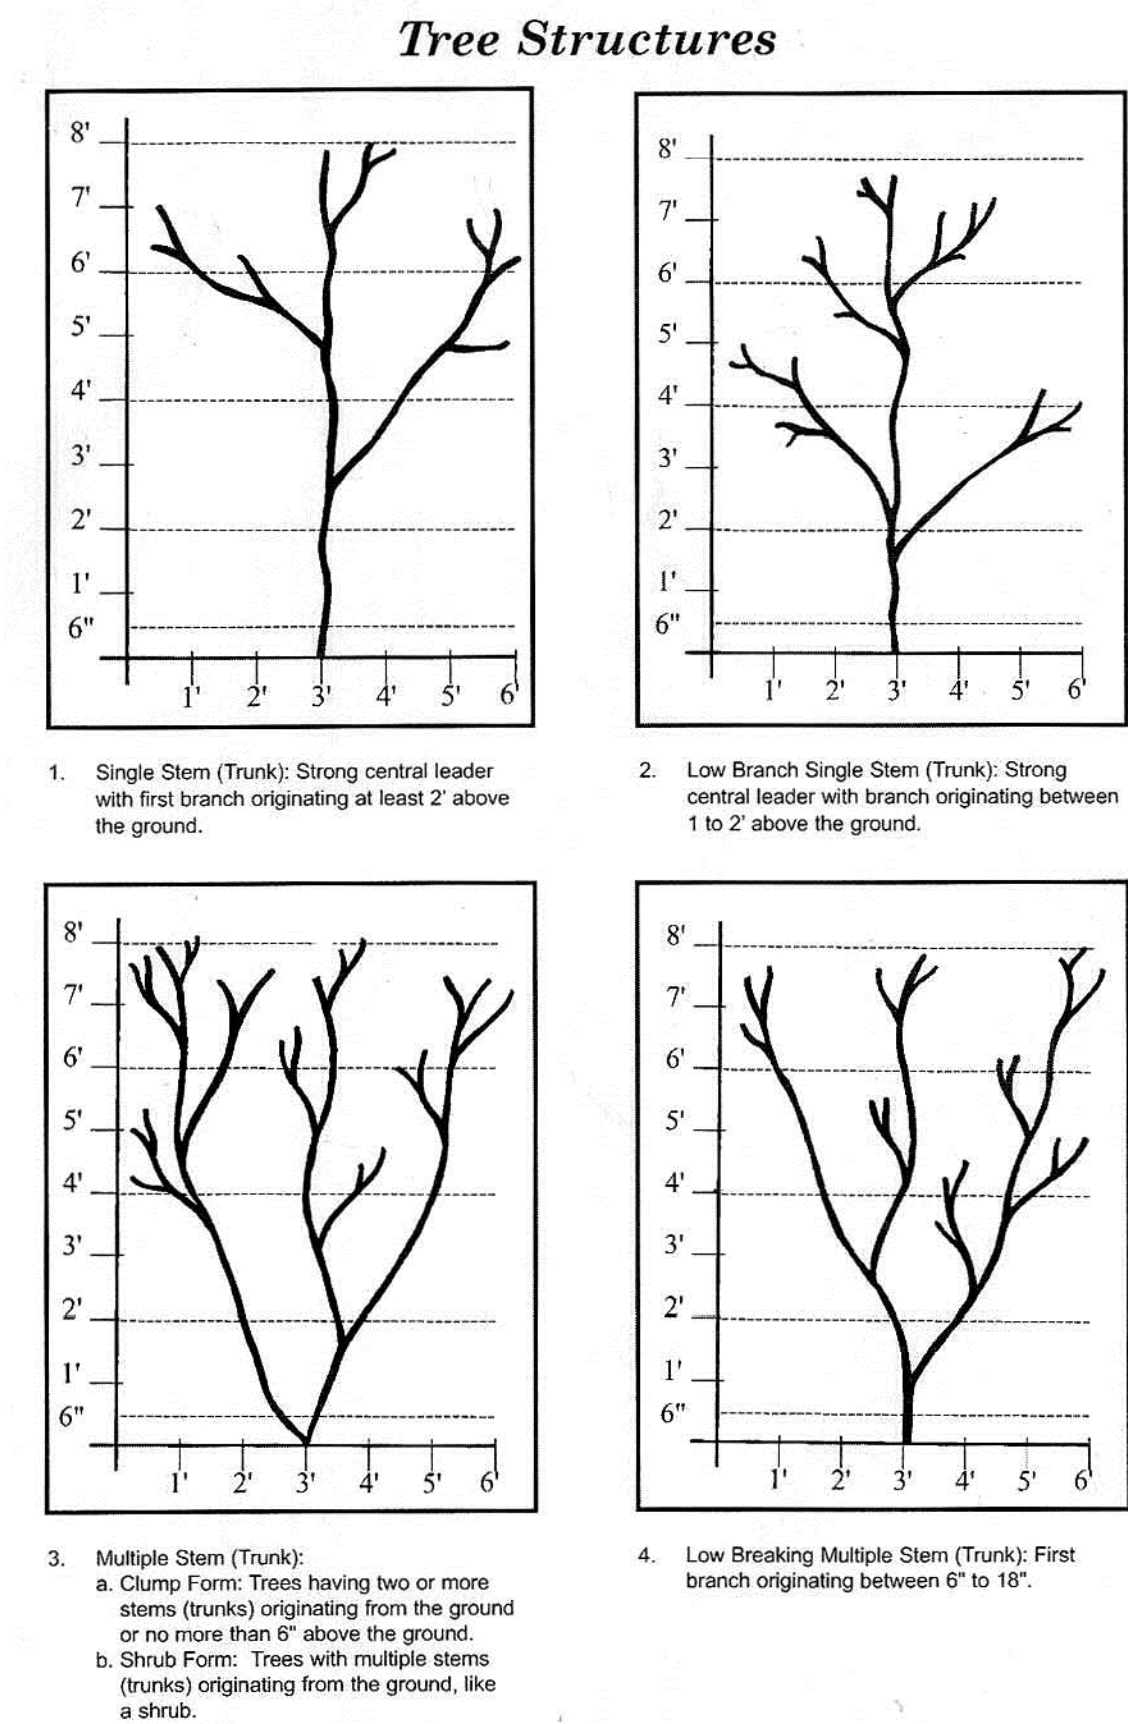 Tree Structures
8'
7'
6'
5'
4'
3'
2'
1'
6"
1' 2' 3' 4' 5' 6'
1. Single Stem (Trunk): Strong central leader
with first branch originating at least 2' above
the ground.
8'
7'
6'
5'
4'
3'
2'
1'
6"
1' 2' 3' 4' 5' 6'
2. Low Branch Single Stem (Trunk): Strong
central leader with branch originating between
1 to 2' above the ground.
8'
7'
6'
5'
4'
3'
2'
1'
6"
1' 2' 3' 4' 5' 6'
3. Multiple Stem (Trunk):
a. Clump Form: Trees having two or more
stems (trunks) originating from the ground
or no more than 6" above the ground.
b. Shrub Form: Trees with multiple stems
(trunks) originating from the ground, like
a shrub.
8'
7'
6'
5'
4'
3'
2'
1'
6"
1' 2' 3' 4' 5' 6'
4. Low Breaking Multiple Stem (Trunk): First
branch originating between 6" to 18".